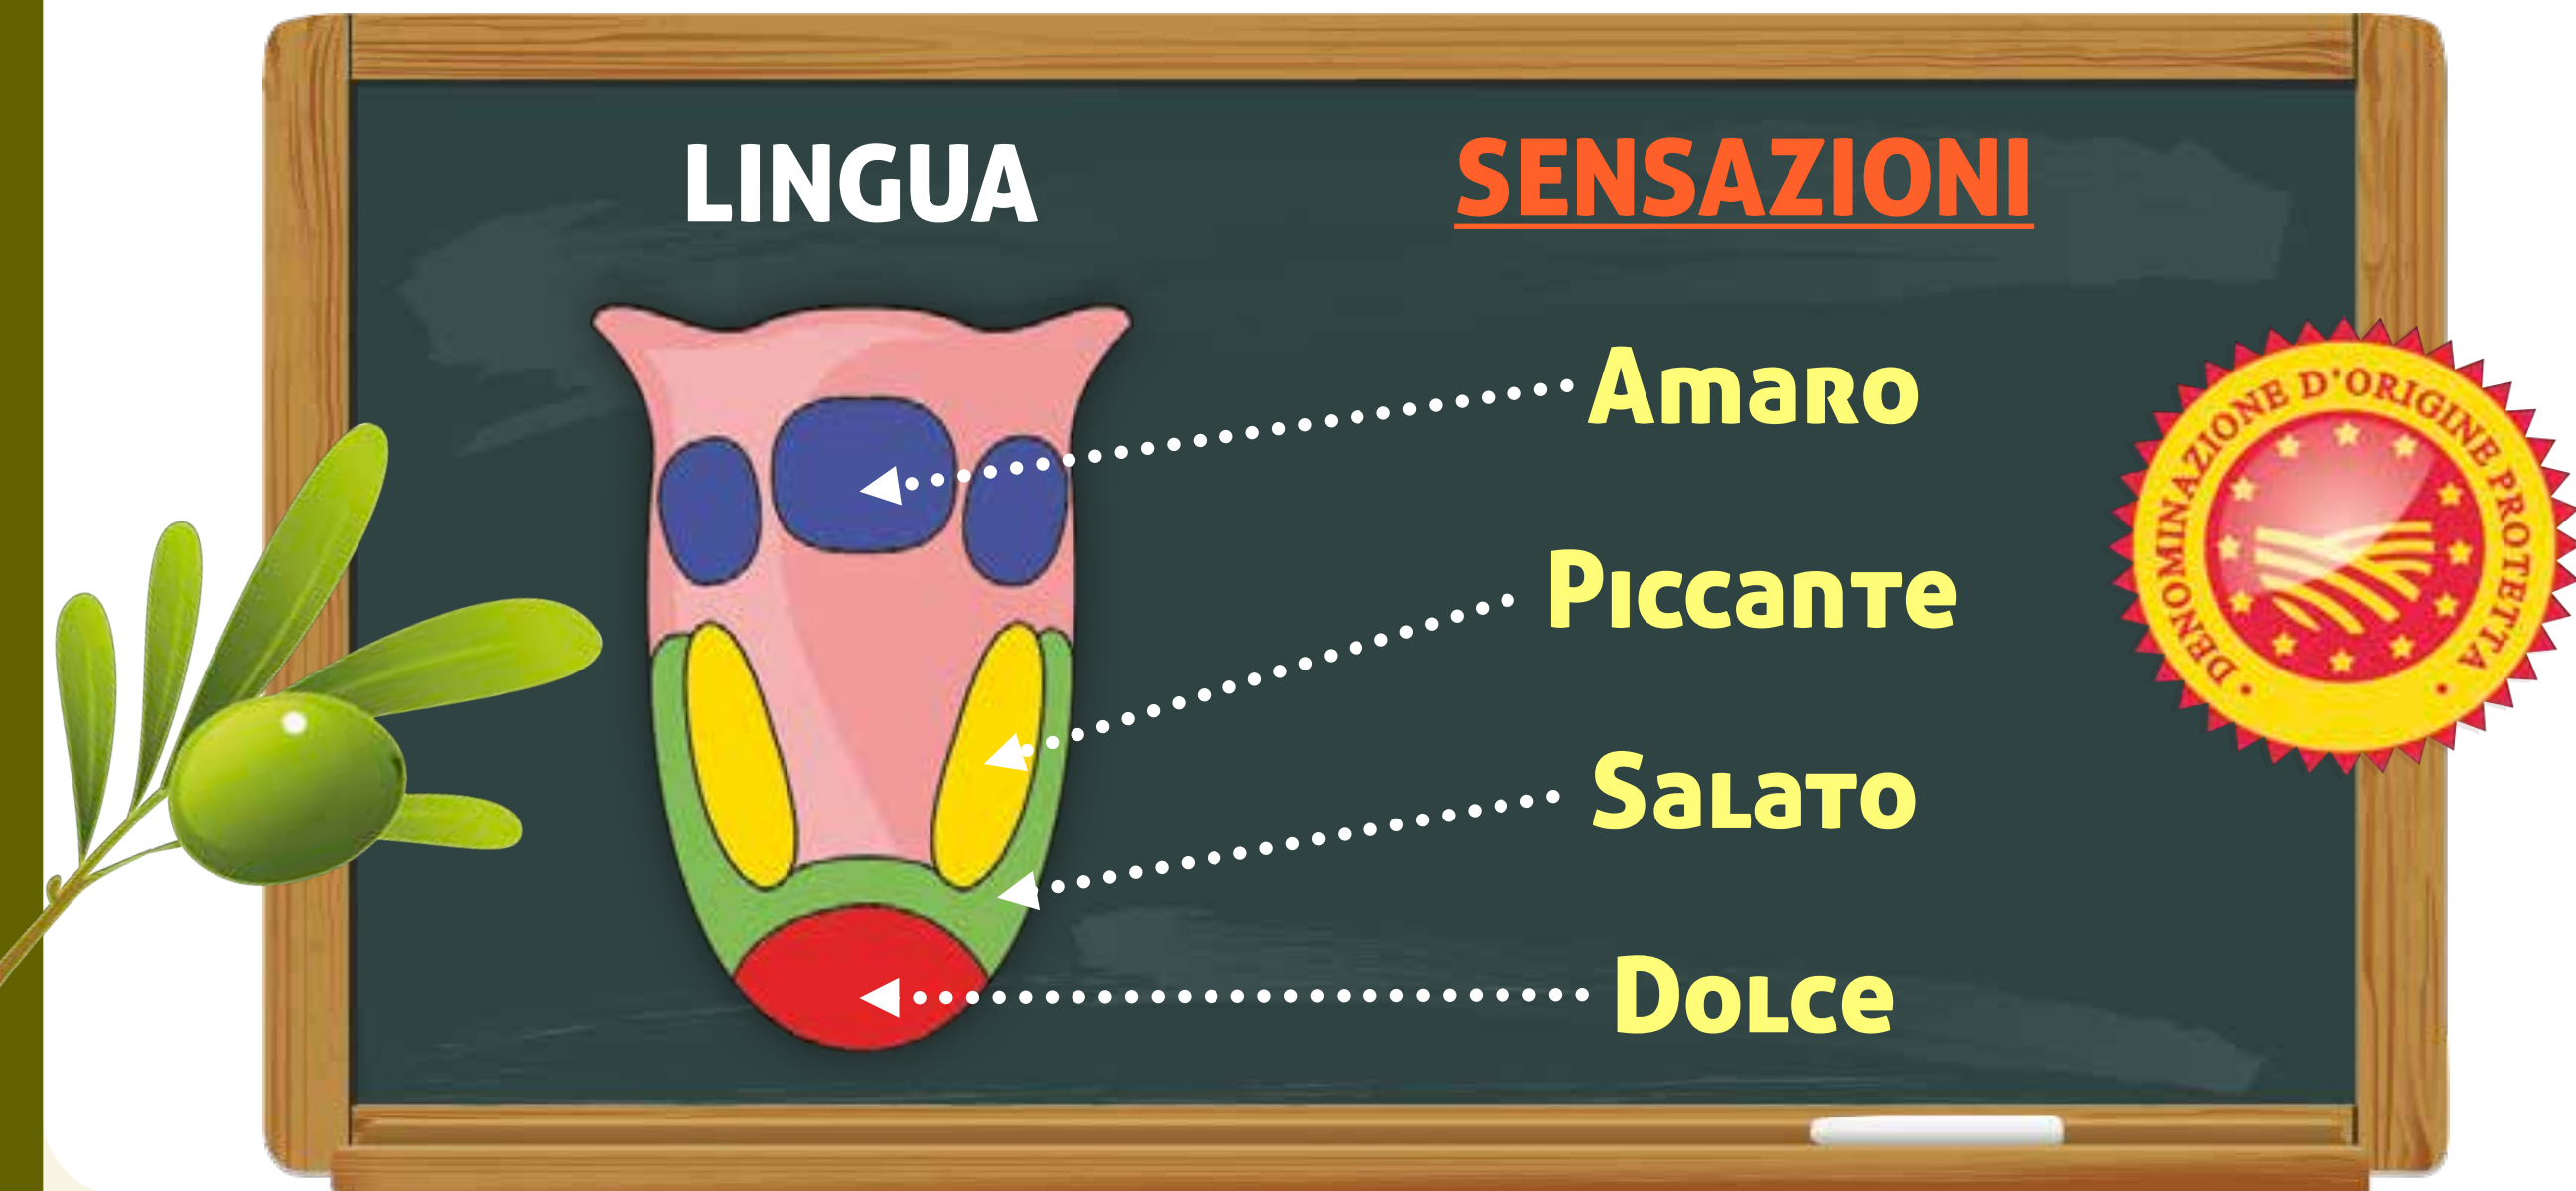 LINGUA
SENSAZIONI
Amaro
Piccante
Salato
Dolce
• DENOMINAZIONE D'ORIGINE PROTETTA •